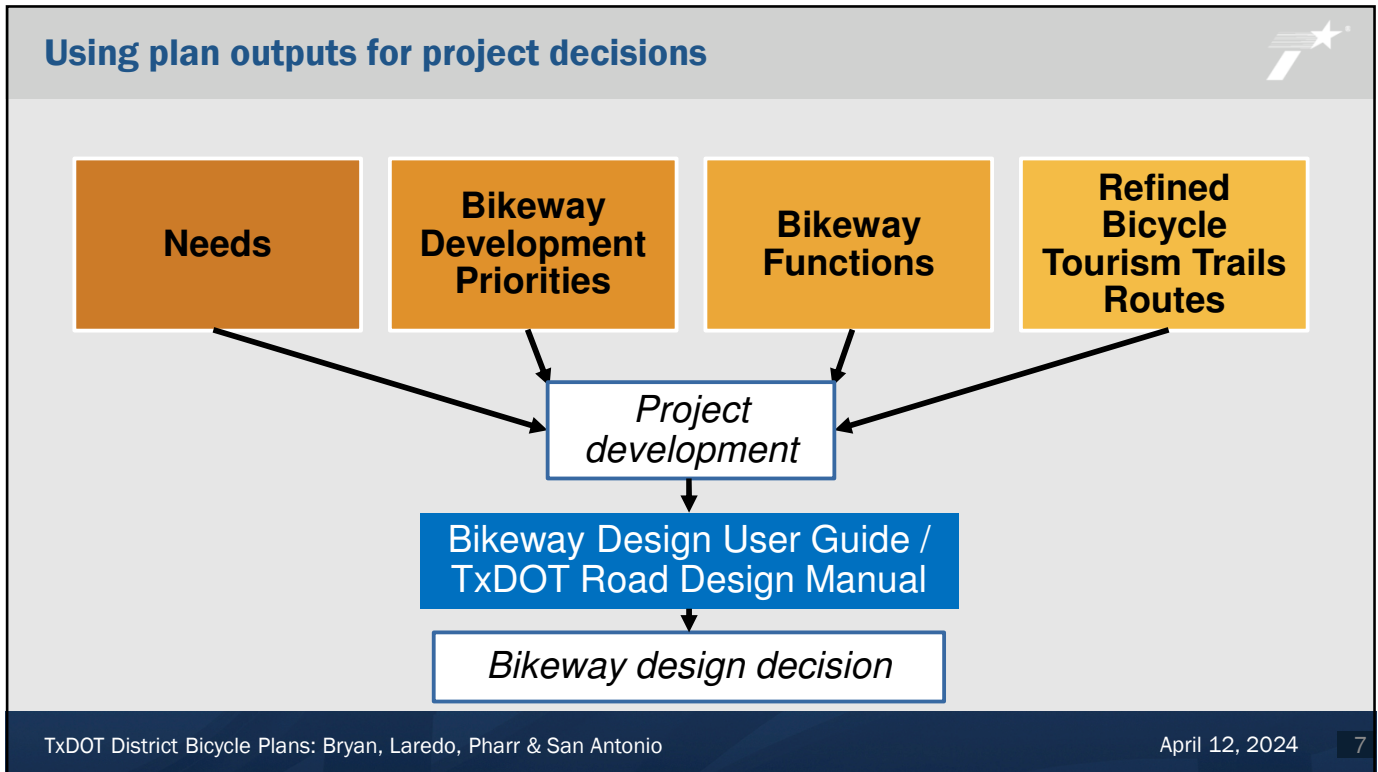 Using plan outputs for project decisions
Needs
Bikeway
Development
Priorities
Bikeway
Functions
Refined
Bicycle
Tourism Trails
Routes
Project
development
Bikeway Design User Guide /
TxDOT Road Design Manual
Bikeway design decision
TxDOT District Bicycle Plans: Bryan, Laredo, Pharr & San Antonio
April 12, 2024
7